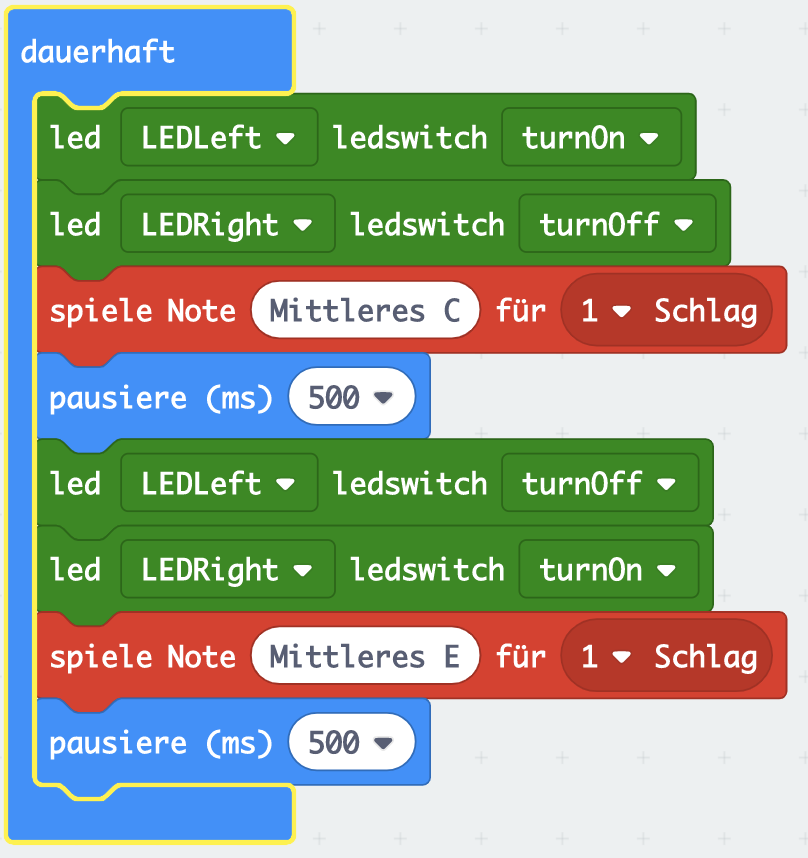 dauerhaft
led LEDLeft ledswitch turnOn
led LEDRight ledswitch turnOff
spiele Note Mittleres C für 1 Schlag
pausiere (ms) 500
led LEDLeft ledswitch turnOff
led LEDRight ledswitch turnOn
spiele Note Mittleres E für 1 Schlag
pausiere (ms) 500